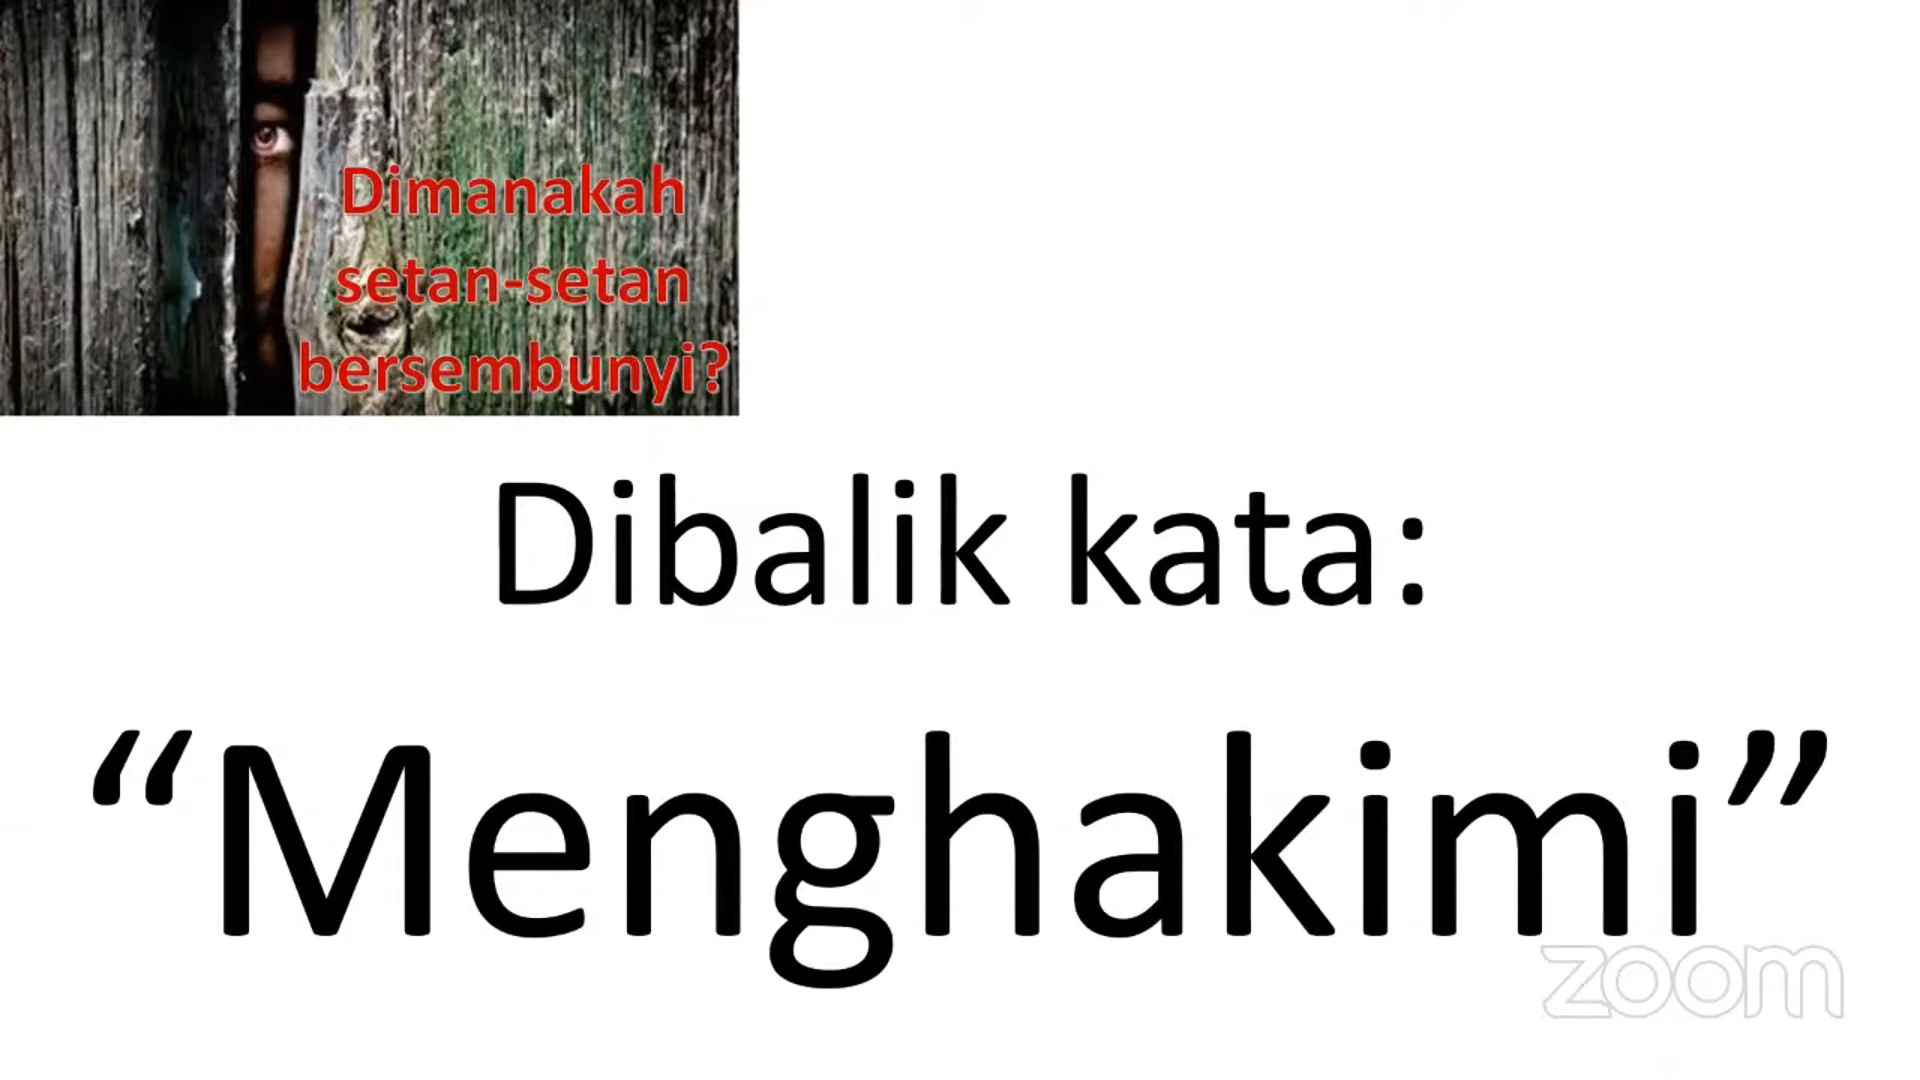 Dimanakah
setan-setan
bersembunyi?
Dibalik kata:
“Menghakimi”
zoom